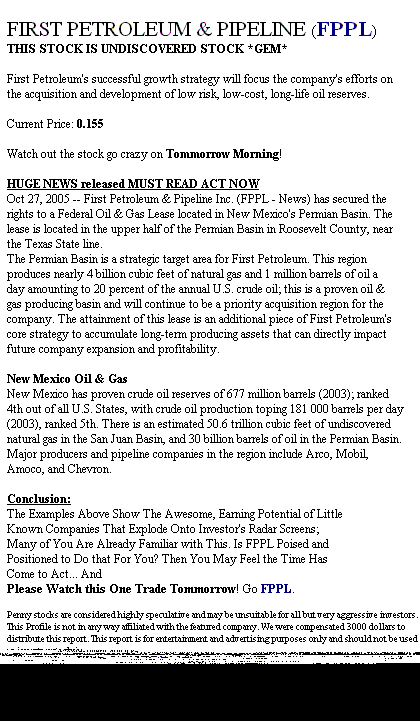 FIRST PETROLEUM & PIPELINE (FPPL)
THIS STOCK IS UNDISCOVERED STOCK *GEM*
First Petroleum's successful growth strategy will focus the company's efforts on
the acquisition and development of low risk, low-cost, long-life oil reserves.
Current Price: 0.155
Watch out the stock go crazy on Tommorrow Morning!
HUGE NEWS released MUST READ ACT NOW
Oct 27, 2005 -- First Petroleum & Pipeline Inc. (FPPL - News) has secured the
rights to a Federal Oil & Gas Lease located in New Mexico's Permian Basin. The
lease is located in the upper half of the Permian Basin in Roosevelt County, near
the Texas State line.
The Permian Basin is a strategic target area for First Petroleum. This region
produces nearly 4 billion cubic feet of natural gas and 1 million barrels of oil a
day amounting to 20 percent of the annual U.S. crude oil; this is a proven oil &
gas producing basin and will continue to be a priority acquisition region for the
company. The attainment of this lease is an additional piece of First Petroleum's
core strategy to accumulate long-term producing assets that can directly impact
future company expansion and profitability.
New Mexico Oil & Gas
New Mexico has proven crude oil reserves of 677 million barrels (2003); ranked
4th out of all U.S. States, with crude oil production toping 181 000 barrels per day
(2003), ranked 5th. There is an estimated 50.6 trillion cubic feet of undiscovered
natural gas in the San Juan Basin, and 30 billion barrels of oil in the Permian Basin.
Major producers and pipeline companies in the region include Arco, Mobil,
Amoco, and Chevron.
Conclusion:
The Examples Above Show The Awesome, Earning Potential of Little
Known Companies That Explode Onto Investor's Radar Screens;
Many of You Are Already Familiar with This. Is FPPL Poised and
Positioned to Do that For You? Then You May Feel the Time Has
Come to Act... And
Please Watch this One Trade Tommorrow! Go FPPL.
Penny stocks are considered highly speculative and may be unsuitable for all but very aggressive investors.
This Profile is not in any way affiliated with the featured company. We were compensated 3000 dollars to
distribute this report. This report is for entertainment and advertising purposes only and should not be used